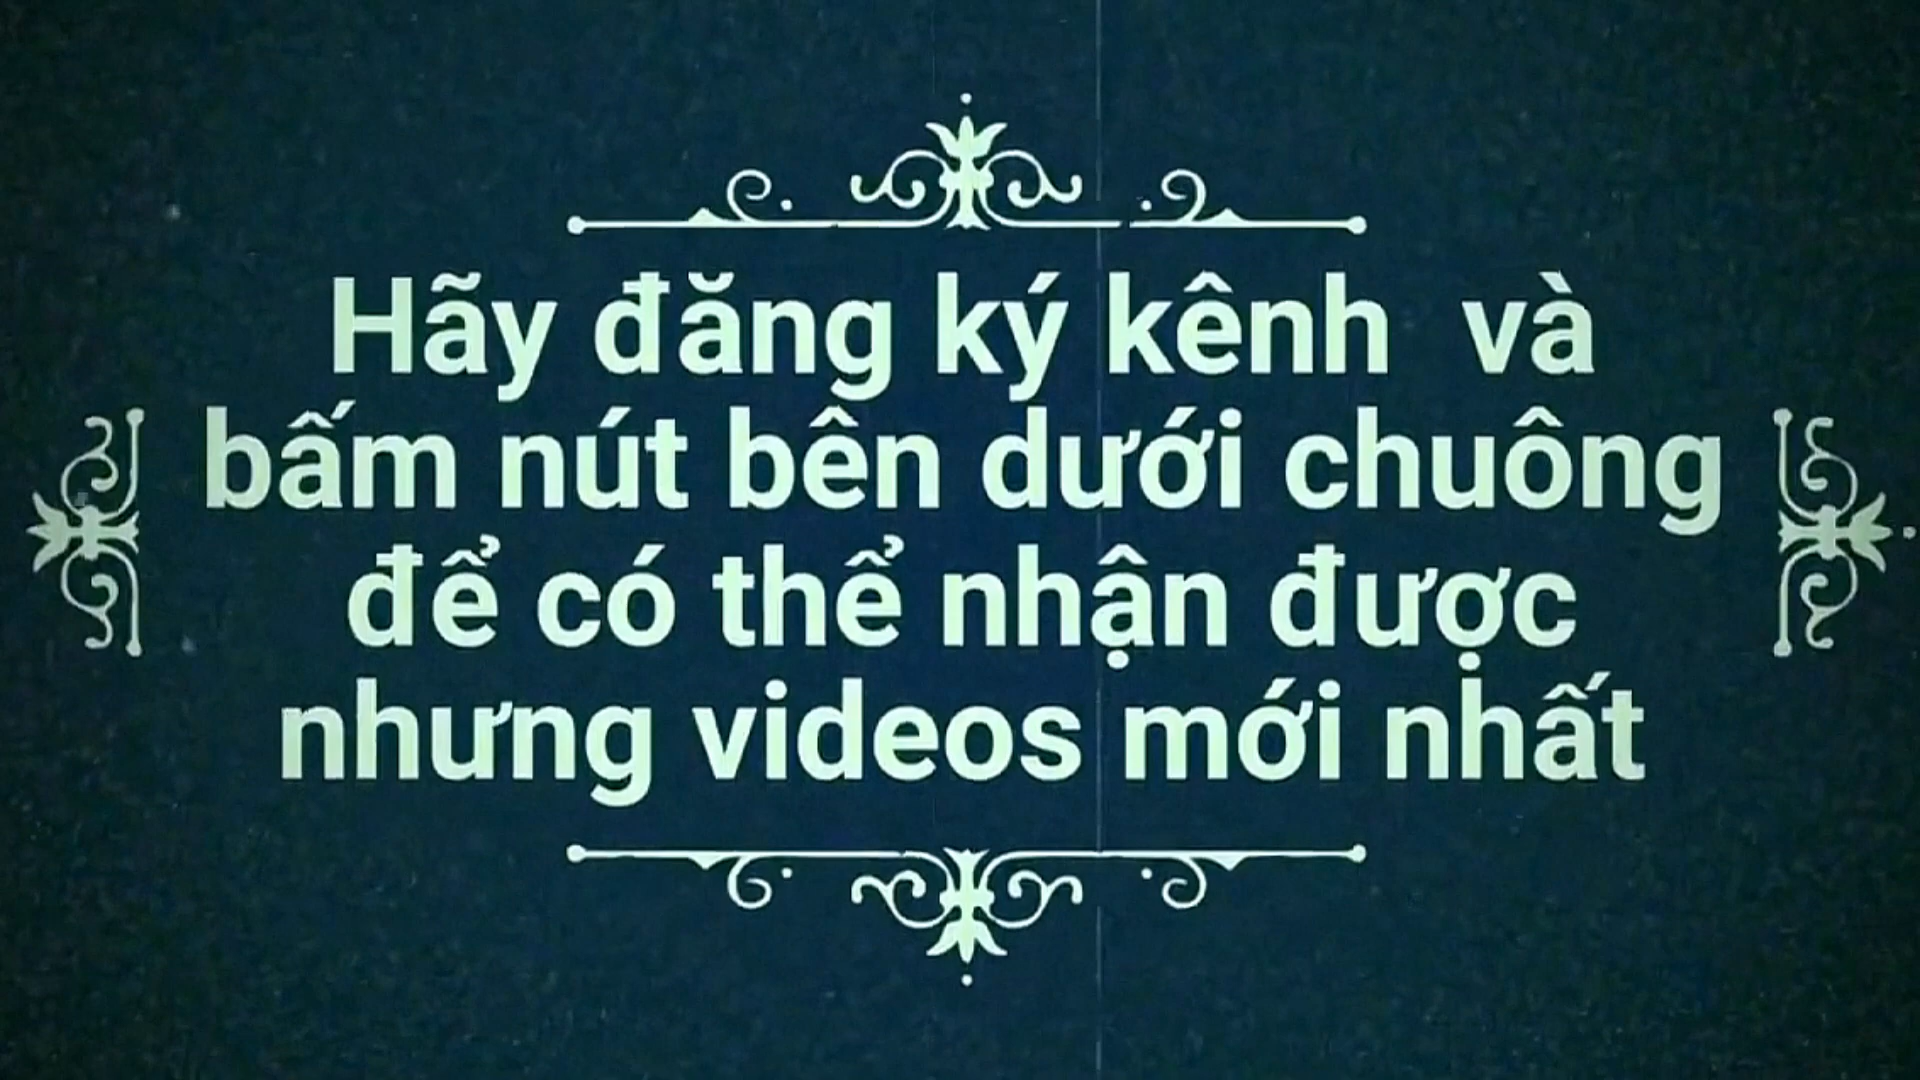 Hãy đăng ký kênh và
bấm nút bên dưới chuông
để có thể nhận được
nhưng videos mới nhất